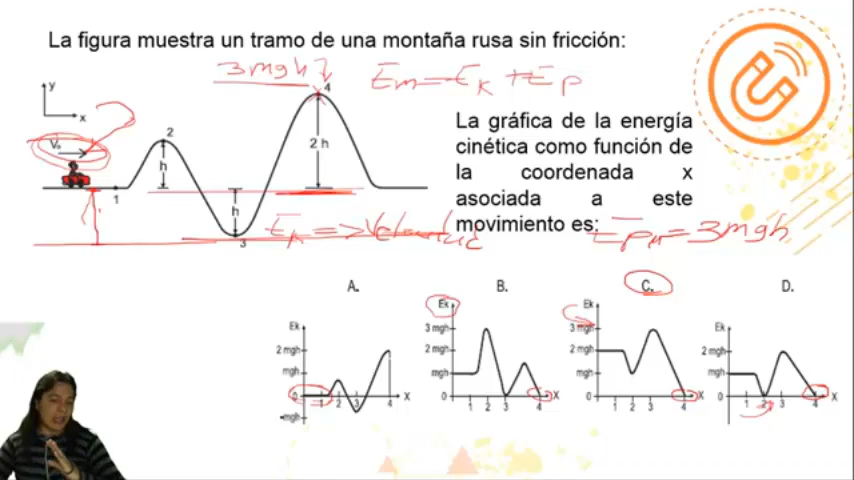 La figura muestra un tramo de una montaña rusa sin fricción:
3mgh
Em=EK+EP
y
x
V₀
1
2
h
h
3
4
2 h
La gráfica de la energía
cinética como función de
la coordenada x
asociada a este
movimiento es:
EK => Velocidad
EP4=3mgh
A.
Ek
2 mgh
mgh
0
-mgh
1 2 3 4 X
B.
Ek
3 mgh
2 mgh
mgh
0
1 2 3 4 X
C.
Ek
3 mgh
2 mgh
mgh
0
1 2 3 4 X
D.
Ek
2 mgh
mgh
0
1 2 3 4 X